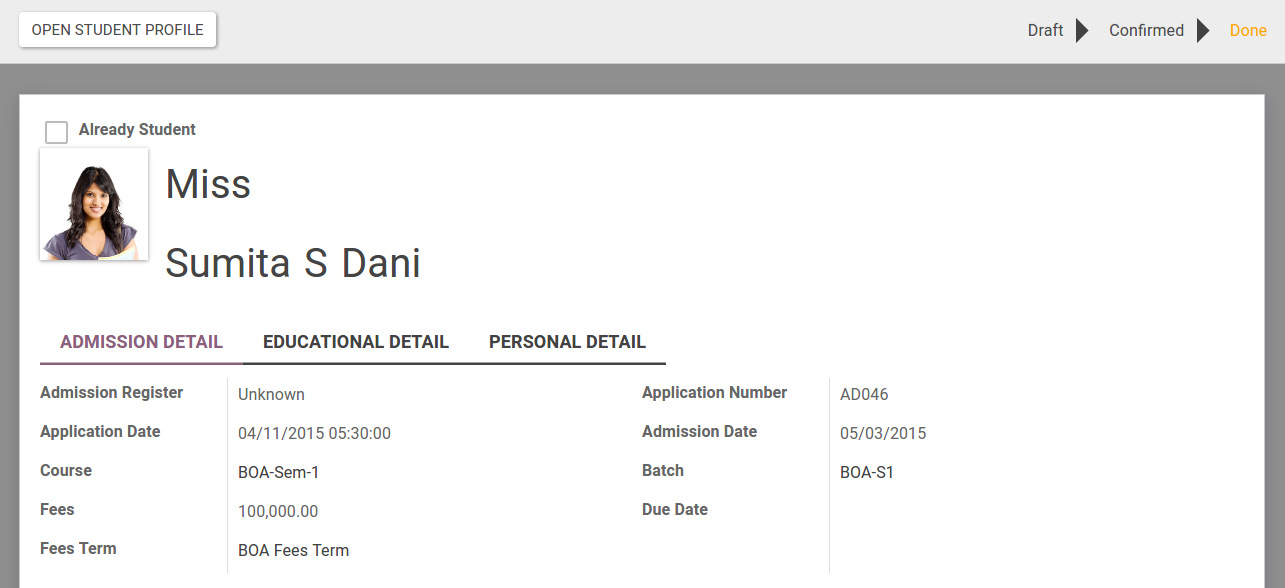 OPEN STUDENT PROFILE
Draft Confirmed Done
Already Student
Miss
Sumita S Dani
ADMISSION DETAIL EDUCATIONAL DETAIL PERSONAL DETAIL
Admission Register Unknown Application Number AD046
Application Date 04/11/2015 05:30:00 Admission Date 05/03/2015
Course BOA-Sem-1 Batch BOA-S1
Fees 100,000.00 Due Date
Fees Term BOA Fees Term